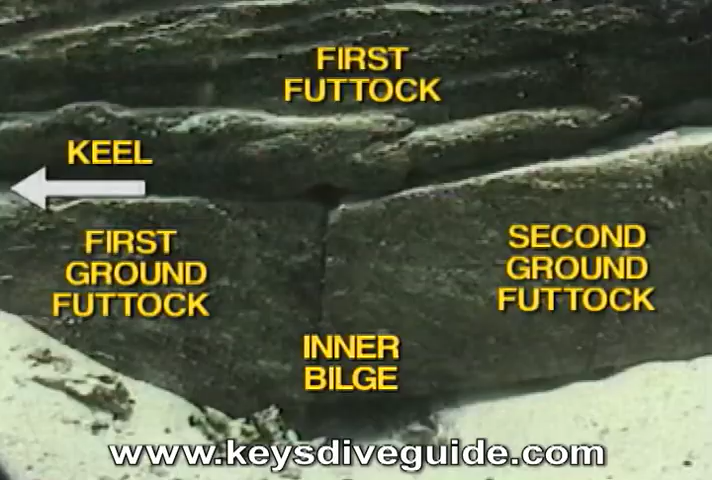 FIRST
FUTTOCK
KEEL
FIRST
GROUND
FUTTOCK
SECOND
GROUND
FUTTOCK
INNER
BILGE
www.keysdiveguide.com